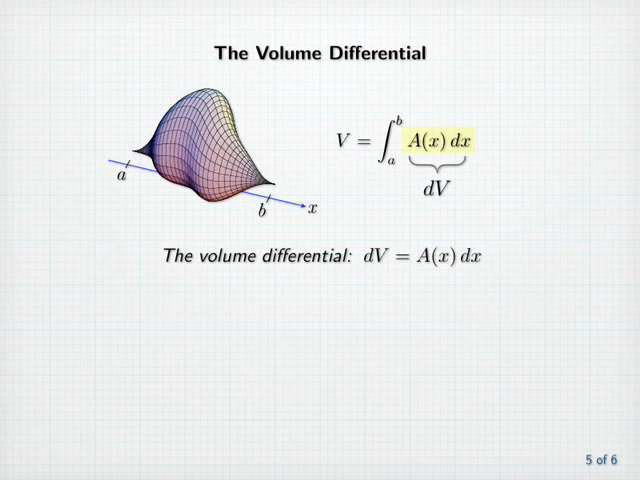 The Volume Differential
V = ∫_a^b A(x) dx
dV
a
b
x
The volume differential: dV = A(x) dx
5 of 6